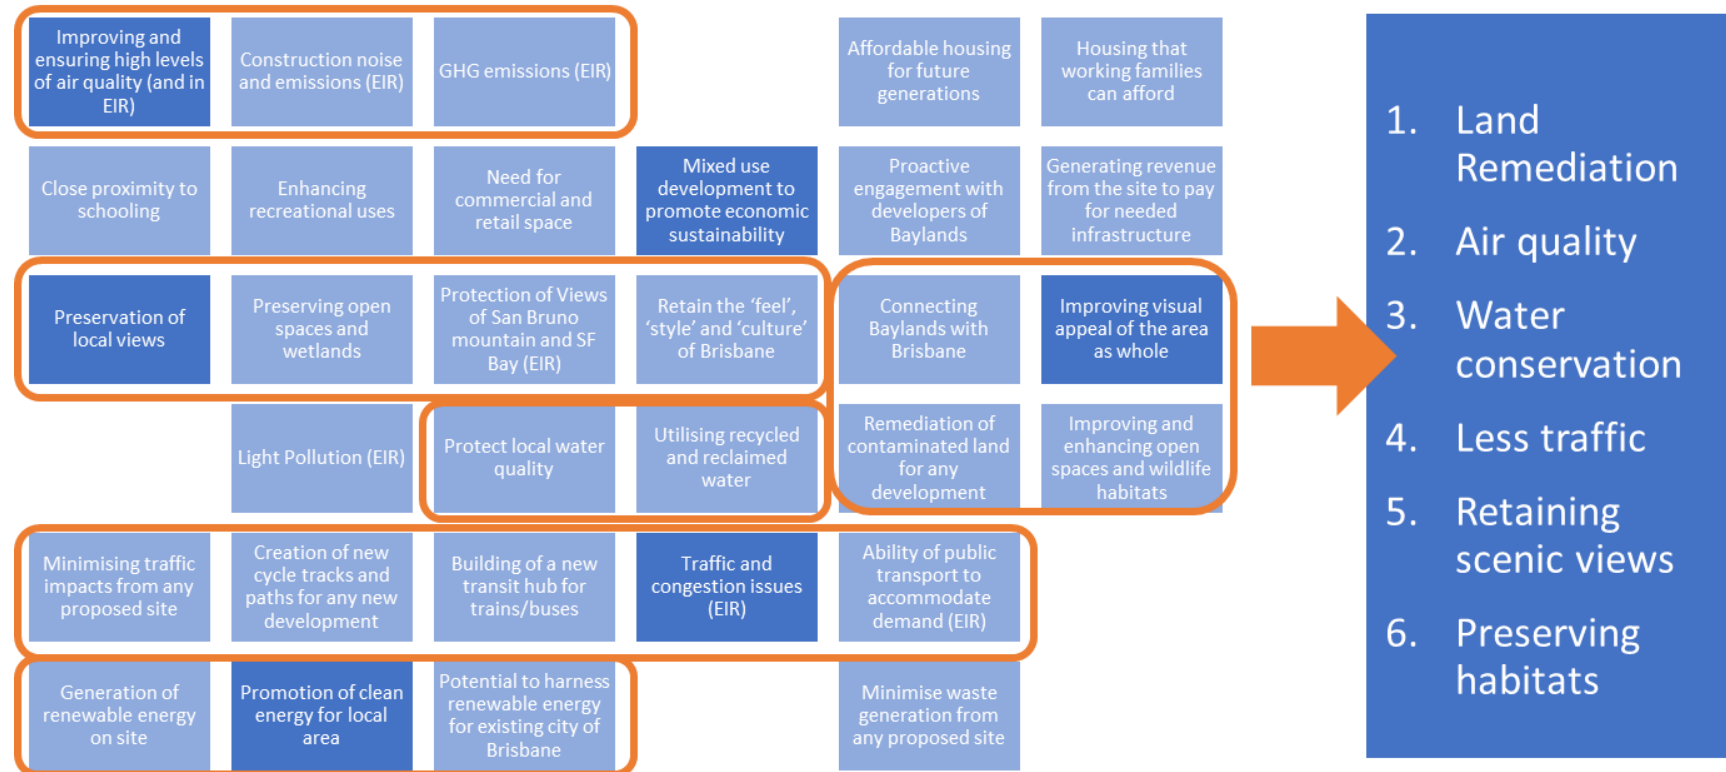 Improving and
ensuring high levels
of air quality (and in
EIR)
Construction noise
and emissions (EIR)
GHG emissions (EIR)
Affordable housing
for future
generations
Housing that
working families
can afford
Close proximity to
schooling
Enhancing
recreational uses
Need for
commercial and
retail space
Mixed use
development to
promote economic
sustainability
Proactive
engagement with
developers of
Baylands
Generating revenue
from the site to pay
for needed
infrastructure
Preservation of
local views
Preserving open
spaces and
wetlands
Protection of Views
of San Bruno
mountain and SF
Bay (EIR)
Retain the ‘feel’,
‘style’ and ‘culture’
of Brisbane
Connecting
Baylands with
Brisbane
Improving visual
appeal of the area
as whole
Light Pollution (EIR)
Protect local water
quality
Utilising recycled
and reclaimed
water
Remediation of
contaminated land
for any
development
Improving and
enhancing open
spaces and wildlife
habitats
Minimising traffic
impacts from any
proposed site
Creation of new
cycle tracks and
paths for any new
development
Building of a new
transit hub for
trains/buses
Traffic and
congestion issues
(EIR)
Ability of public
transport to
accommodate
demand (EIR)
Generation of
renewable energy
on site
Promotion of clean
energy for local
area
Potential to harness
renewable energy
for existing city of
Brisbane
Minimise waste
generation from
any proposed site
1. Land
Remediation
2. Air quality
3. Water
conservation
4. Less traffic
5. Retaining
scenic views
6. Preserving
habitats